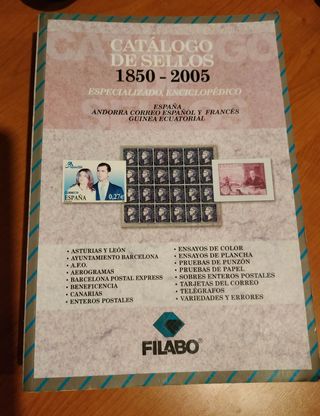 CATÁLOGO
CATÁLOGO
DE SELLOS
1850 - 2005
ESPECIALIZADO, ENCICLOPÉDICO
ESPAÑA
ANDORRA CORREO ESPAÑOL Y FRANCÉS
GUINEA ECUATORIAL
ESPAÑA
0,27€
• ASTURIAS Y LEÓN
• AYUNTAMIENTO BARCELONA
• A.F.O.
• AEROGRAMAS
• BARCELONA POSTAL EXPRESS
• BENEFICENCIA
• CANARIAS
• ENTEROS POSTALES
• ENSAYOS DE COLOR
• ENSAYOS DE PLANCHA
• PRUEBAS DE PUNZÓN
• PRUEBAS DE PAPEL
• SOBRES ENTEROS POSTALES
• TARJETAS DEL CORREO
• TELÉGRAFOS
• VARIEDADES Y ERRORES
FILABO